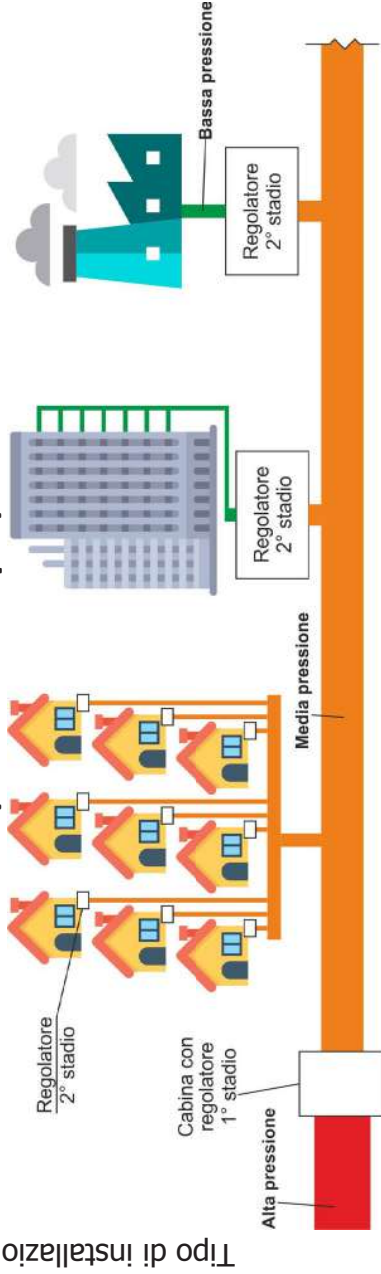 Tipo di installazio
Regolatore
2° stadio
Cabina con
regolatore
1° stadio
Alta pressione
Media pressione
Regolatore
2° stadio
Bassa pressione
Regolatore
2° stadio